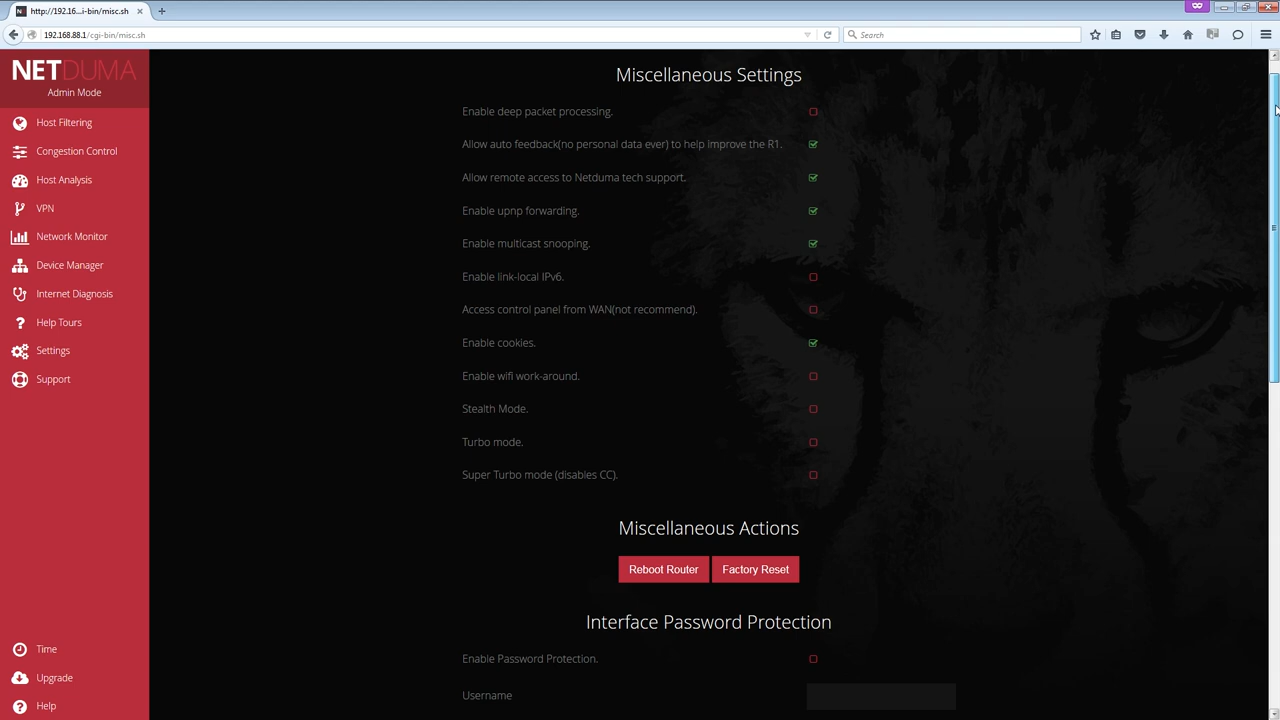 http://192.16...i-bin/misc.sh
192.168.88.1/cgi-bin/misc.sh
Search
NETDUMA
Admin Mode
Host Filtering
Congestion Control
Host Analysis
VPN
Network Monitor
Device Manager
Internet Diagnosis
Help Tours
Settings
Support
Time
Upgrade
Help
Miscellaneous Settings
Enable deep packet processing.
Allow auto feedback(no personal data ever) to help improve the R1.
Allow remote access to Netduma tech support.
Enable upnp forwarding.
Enable multicast snooping.
Enable link-local IPv6.
Access control panel from WAN(not recommend).
Enable cookies.
Enable wifi work-around.
Stealth Mode.
Turbo mode.
Super Turbo mode (disables CC).
Miscellaneous Actions
Reboot Router Factory Reset
Interface Password Protection
Enable Password Protection.
Username